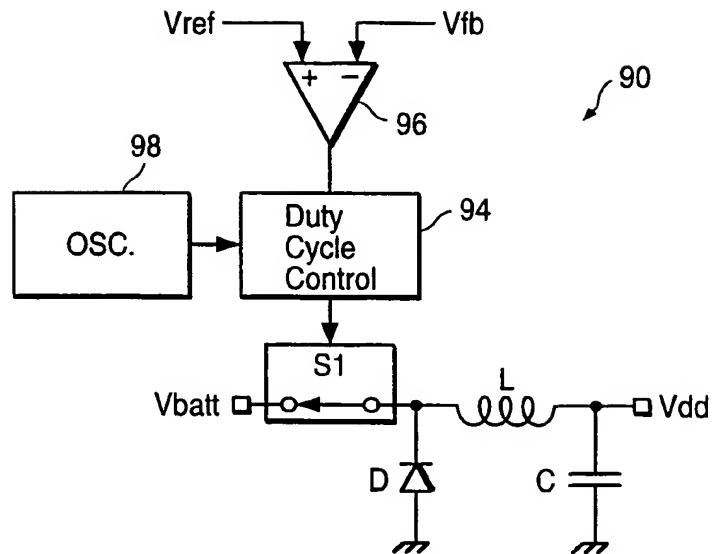 Vref
Vfb
+ −
96
90
98
OSC.
Duty
Cycle
Control
94
S1
Vbatt
L
Vdd
D
C